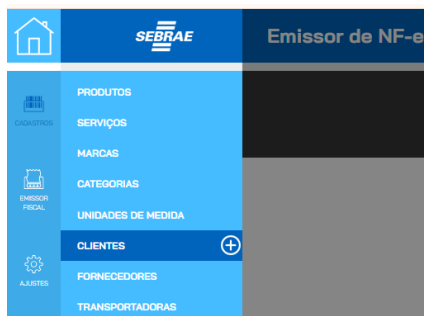 SEBRAE
Emissor de NF-e
CADASTROS
EMISSOR
FISCAL
AJUSTES
PRODUTOS
SERVIÇOS
MARCAS
CATEGORIAS
UNIDADES DE MEDIDA
CLIENTES
FORNECEDORES
TRANSPORTADORAS